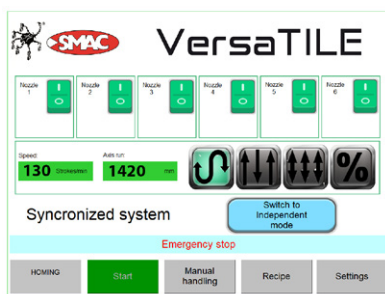 SMAC VersaTILE
Nozzle 1 Nozzle 2 Nozzle 3 Nozzle 4 Nozzle 5 Nozzle 6
Speed Axis run
130 Strokes/min 1420 mm
%
Syncronized system
Switch to
Independent
mode
Emergency stop
HOMING Start Manual
handling Recipe Settings